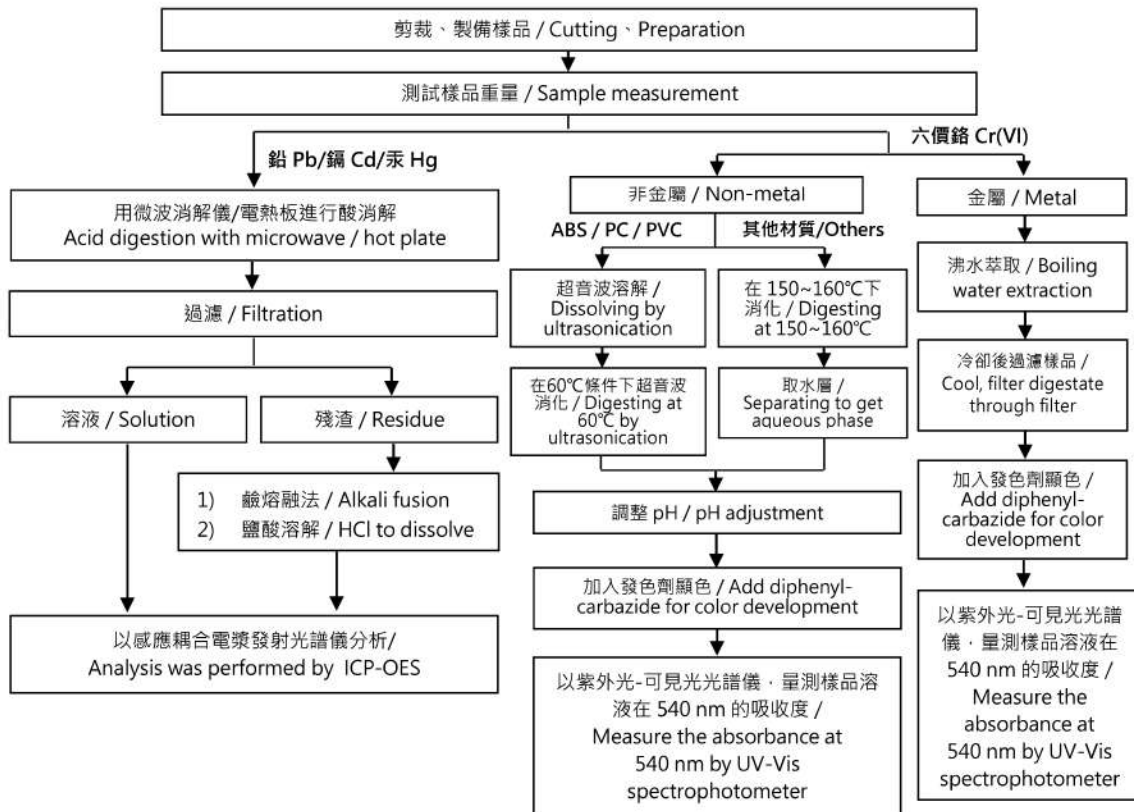 剪裁、製備樣品 / Cutting、Preparation
測試樣品重量 / Sample measurement
鉛 Pb/鎘 Cd/汞 Hg
用微波消解儀/電熱板進行酸消解
Acid digestion with microwave / hot plate
過濾 / Filtration
溶液 / Solution
殘渣 / Residue
1) 鹼熔融法 / Alkali fusion
2) 鹽酸溶解 / HCl to dissolve
以感應耦合電漿發射光譜儀分析/
Analysis was performed by ICP-OES
六價鉻 Cr(VI)
非金屬 / Non-metal
ABS / PC / PVC
超音波溶解 /
Dissolving by
ultrasonication
在60℃條件下超音波
消化 / Digesting at
60℃ by
ultrasonication
其他材質/Others
在 150~160℃下
消化 / Digesting
at 150~160℃
取水層 /
Separating to get
aqueous phase
調整 pH / pH adjustment
加入發色劑顯色 / Add diphenyl-
carbazide for color development
以紫外光-可見光光譜儀，量測樣品溶
液在 540 nm 的吸收度 /
Measure the absorbance at
540 nm by UV-Vis
spectrophotometer
金屬 / Metal
沸水萃取 / Boiling
water extraction
冷卻後過濾樣品 /
Cool, filter digestate
through filter
加入發色劑顯色 /
Add diphenyl-
carbazide for color
development
以紫外光-可見光光譜
儀，量測樣品溶液在
540 nm 的吸收度 /
Measure the
absorbance at
540 nm by UV-Vis
spectrophotometer